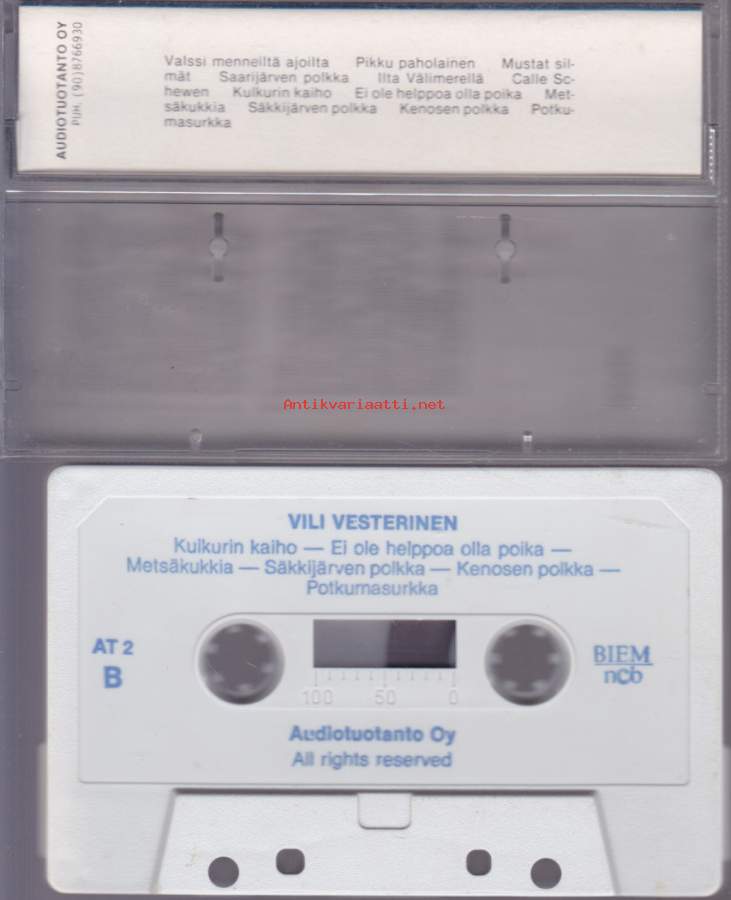 AUDIOTUOTANTO OY
PUH. (90) 8766930
Valssi menneiltä ajoilta Pikku paholainen Mustat sil-
mät Saarijärven polkka Ilta Välimerellä Calle Sc-
hewen Kulkurin kaiho Ei ole helppoa olla poika Met-
säkukkia Säkkijärven polkka Kenosen polkka Potku-
masurkka
Antikvariaatti.net
VILI VESTERINEN
Kulkurin kaiho — Ei ole helppoa olla poika —
Metsäkukkia — Säkkijärven polkka — Kenosen polkka —
Potkumasurkka
AT 2
B
BIEM
ncb
100 50 0
Audiotuotanto Oy
All rights reserved